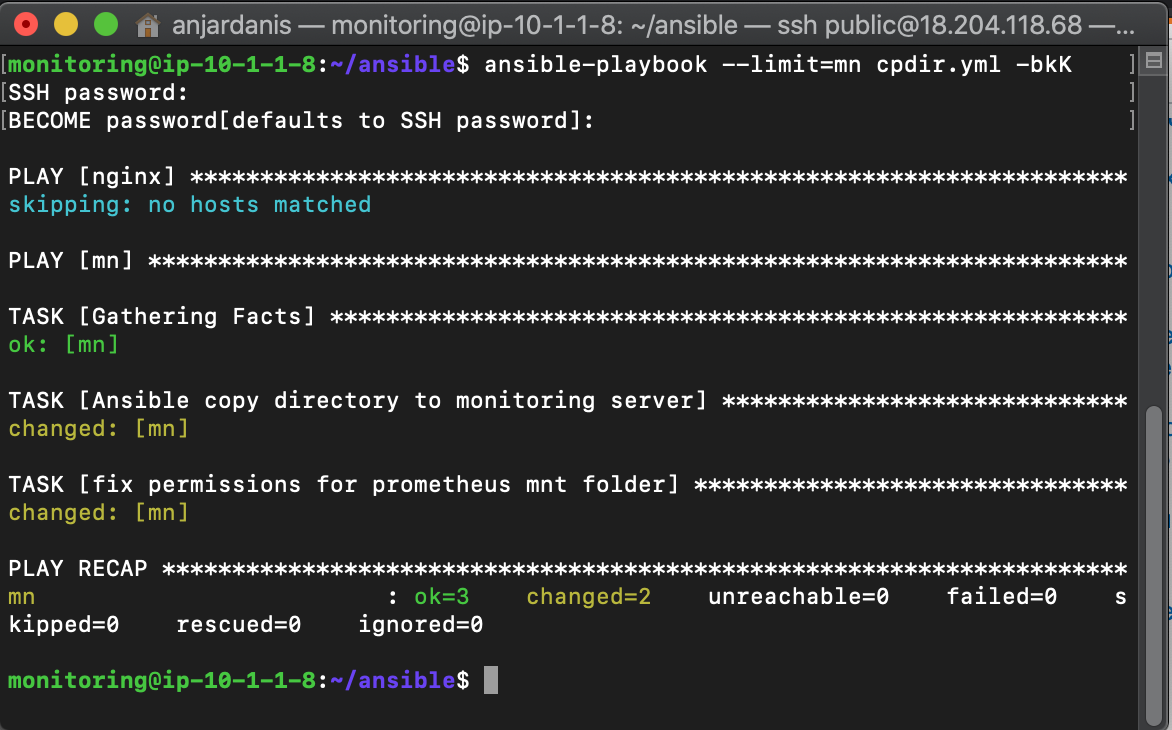 anjardanis — monitoring@ip-10-1-1-8: ~/ansible — ssh public@18.204.118.68 —...
[monitoring@ip-10-1-1-8:~/ansible$ ansible-playbook --limit=mn cpdir.yml -bkK ]
[SSH password: ]
[BECOME password[defaults to SSH password]: ]
PLAY [nginx] *******************************************************************
skipping: no hosts matched
PLAY [mn] **********************************************************************
TASK [Gathering Facts] *********************************************************
ok: [mn]
TASK [Ansible copy directory to monitoring server] *****************************
changed: [mn]
TASK [fix permissions for prometheus mnt folder] *******************************
changed: [mn]
PLAY RECAP *********************************************************************
mn                         : ok=3    changed=2    unreachable=0    failed=0    s
kipped=0    rescued=0    ignored=0
monitoring@ip-10-1-1-8:~/ansible$